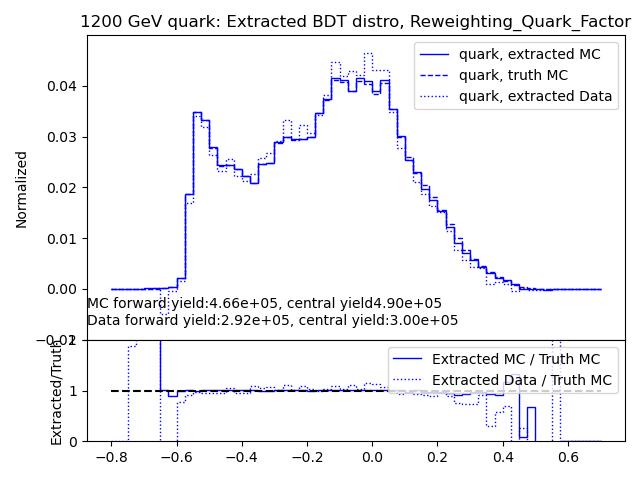 1200 GeV quark: Extracted BDT distro, Reweighting_Quark_Factor
quark, extracted MC
quark, truth MC
quark, extracted Data
Normalized
0.04
0.03
0.02
0.01
0.00
−0.01
MC forward yield:4.66e+05, central yield4.90e+05
Data forward yield:2.92e+05, central yield:3.00e+05
Extracted/Truth
2
1
0
Extracted MC / Truth MC
Extracted Data / Truth MC
−0.8 −0.6 −0.4 −0.2 0.0 0.2 0.4 0.6